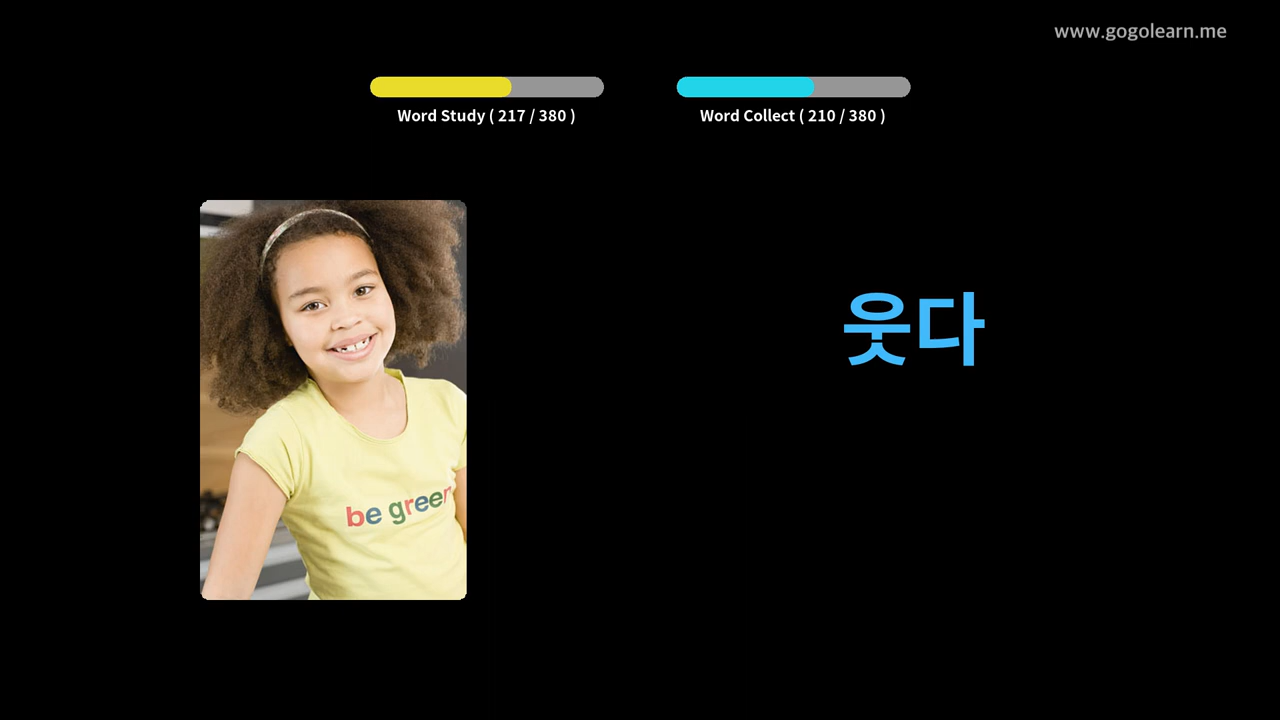 www.gogolearn.me
Word Study ( 217 / 380 )
Word Collect ( 210 / 380 )
웃다
be green